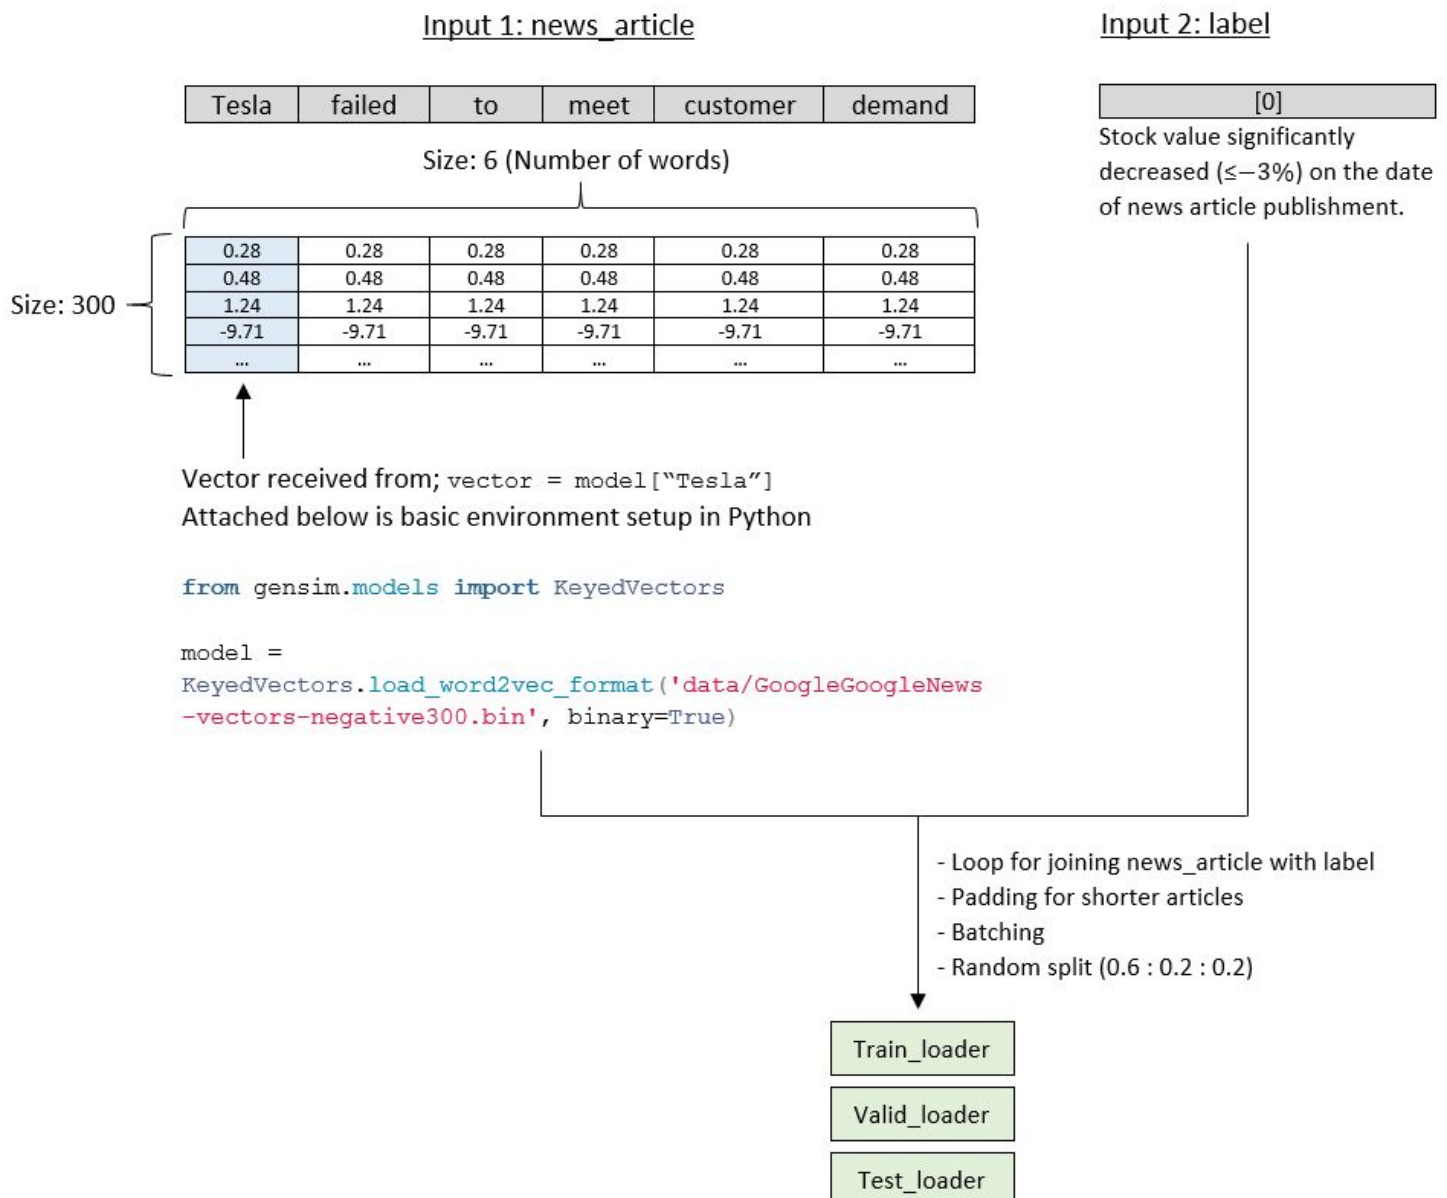 Input 1: news_article
Input 2: label
Tesla failed to meet customer demand
[0]
Size: 6 (Number of words)
Stock value significantly
decreased (≤−3%) on the date
of news article publishment.
Size: 300
0.28 0.28 0.28 0.28 0.28 0.28
0.48 0.48 0.48 0.48 0.48 0.48
1.24 1.24 1.24 1.24 1.24 1.24
-9.71 -9.71 -9.71 -9.71 -9.71 -9.71
... ... ... ... ... ...
Vector received from; vector = model[“Tesla”]
Attached below is basic environment setup in Python
from gensim.models import KeyedVectors
model =
KeyedVectors.load_word2vec_format('data/GoogleGoogleNews
-vectors-negative300.bin', binary=True)
- Loop for joining news_article with label
- Padding for shorter articles
- Batching
- Random split (0.6 : 0.2 : 0.2)
Train_loader
Valid_loader
Test_loader